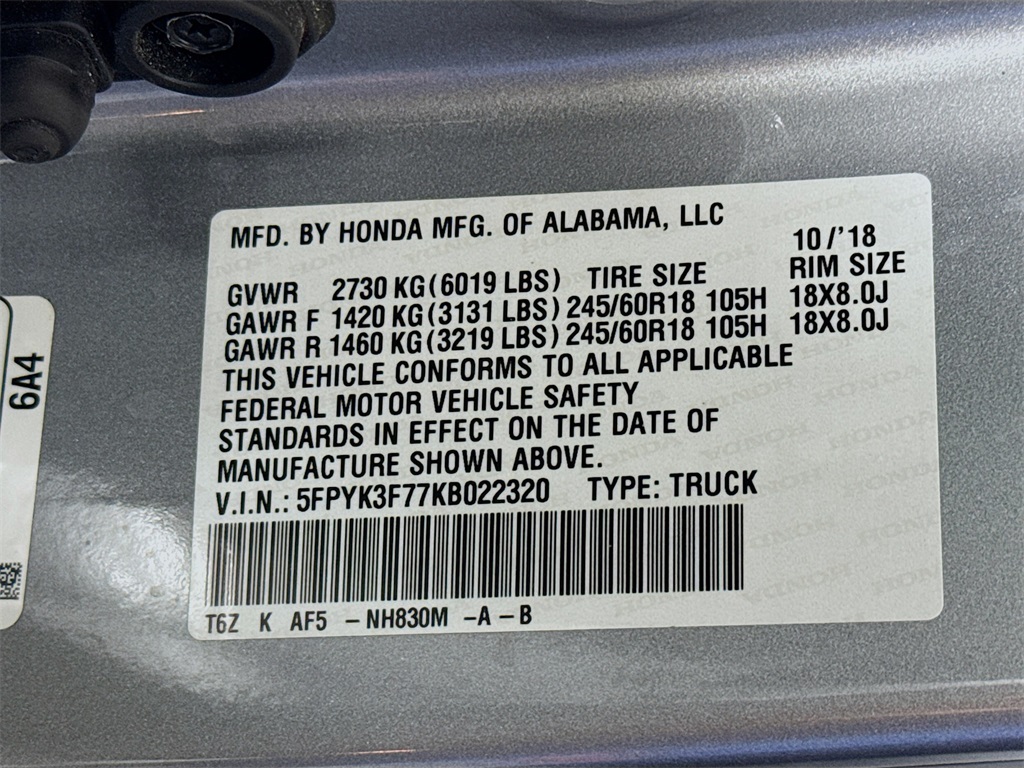 MFD. BY HONDA MFG. OF ALABAMA, LLC
10/'18
GVWR 2730 KG (6019 LBS) TIRE SIZE RIM SIZE
GAWR F 1420 KG (3131 LBS) 245/60R18 105H 18X8.0J
GAWR R 1460 KG (3219 LBS) 245/60R18 105H 18X8.0J
THIS VEHICLE CONFORMS TO ALL APPLICABLE
FEDERAL MOTOR VEHICLE SAFETY
STANDARDS IN EFFECT ON THE DATE OF
MANUFACTURE SHOWN ABOVE.
V.I.N.: 5FPYK3F77KB022320 TYPE: TRUCK
T6Z K AF5 -NH830M -A-B
6A4